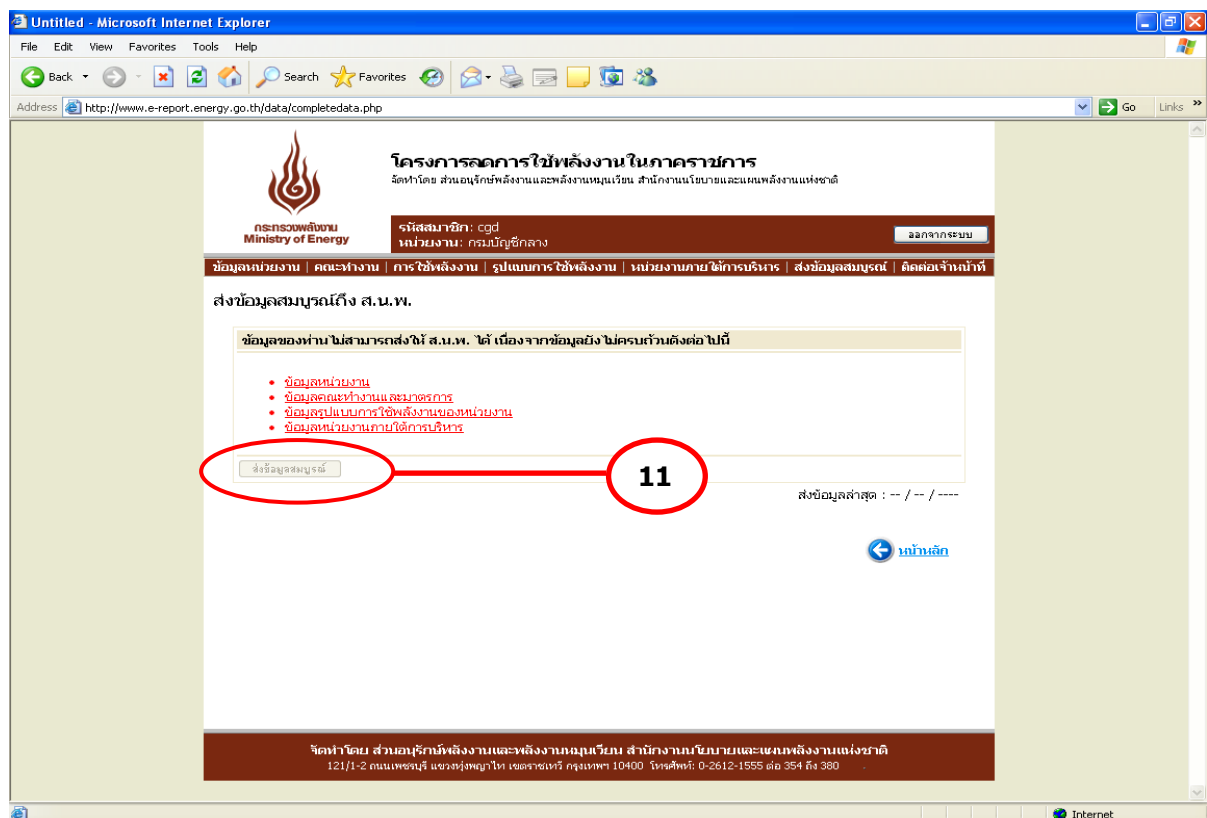 Untitled - Microsoft Internet Explorer
File Edit View Favorites Tools Help
Back Search Favorites
Address http://www.e-report.energy.go.th/data/completedata.php Go Links »
โครงการลดการใช้พลังงานในภาคราชการ
จัดทำโดย ส่วนอนุรักษ์พลังงานและพลังงานหมุนเวียน สำนักงานนโยบายและแผนพลังงานแห่งชาติ
กระทรวงพลังงาน
Ministry of Energy
รหัสสมาชิก: cgd
หน่วยงาน: กรมบัญชีกลาง
ออกจากระบบ
ข้อมูลหน่วยงาน | คณะทำงาน | การใช้พลังงาน | รูปแบบการใช้พลังงาน | หน่วยงานภายใต้การบริหาร | ส่งข้อมูลสมบูรณ์ | ติดต่อเจ้าหน้าที่
ส่งข้อมูลสมบูรณ์ถึง ส.น.พ.
ข้อมูลของท่านไม่สามารถส่งให้ ส.น.พ. ได้ เนื่องจากข้อมูลยังไม่ครบถ้วนดังต่อไปนี้
• ข้อมูลหน่วยงาน
• ข้อมูลคณะทำงานและมาตรการ
• ข้อมูลรูปแบบการใช้พลังงานของหน่วยงาน
• ข้อมูลหน่วยงานภายใต้การบริหาร
ส่งข้อมูลสมบูรณ์
11
ส่งข้อมูลล่าสุด : -- / -- / ----
หน้าหลัก
จัดทำโดย ส่วนอนุรักษ์พลังงานและพลังงานหมุนเวียน สำนักงานนโยบายและแผนพลังงานแห่งชาติ
121/1-2 ถนนเพชรบุรี แขวงทุ่งพญาไท เขตราชเทวี กรุงเทพฯ 10400 โทรศัพท์: 0-2612-1555 ต่อ 354 ถึง 380
Internet